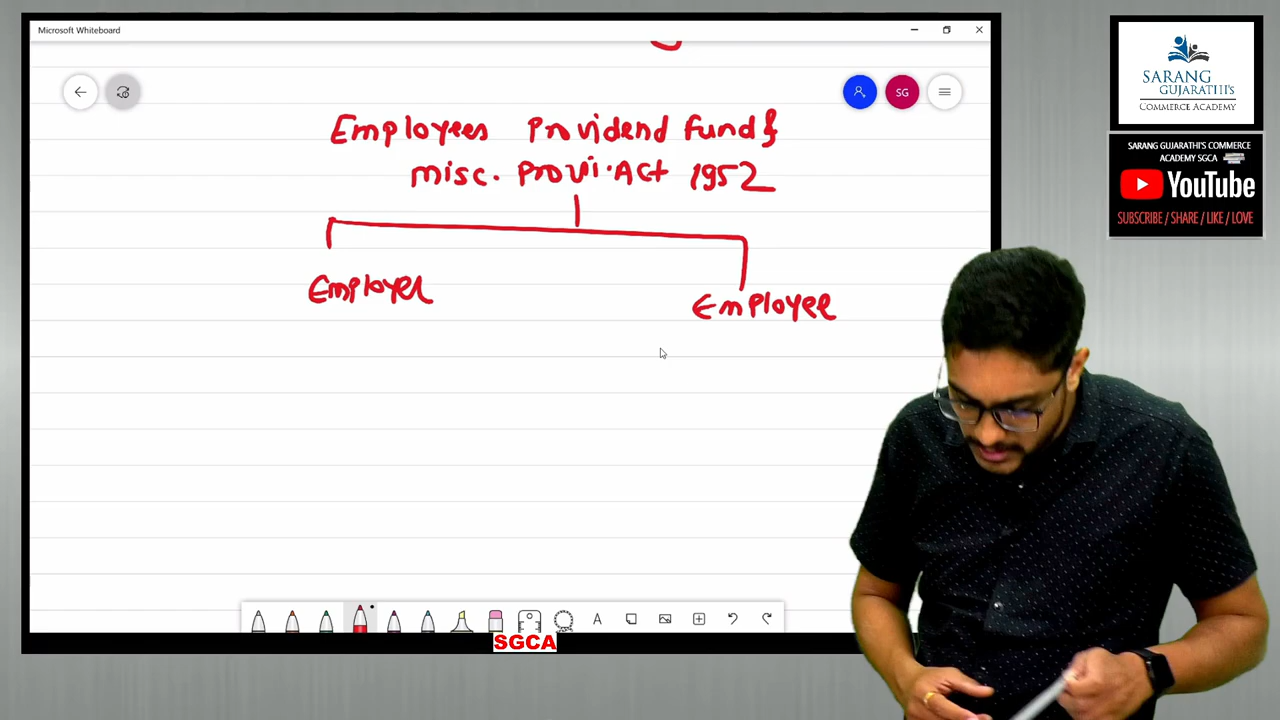 Microsoft Whiteboard
SG
Employees Providend Fund &
misc. Provi. Act 1952
Employer
Employee
A
SGCA
SARANG
GUJARATHI'S
COMMERCE ACADEMY
SARANG GUJARATHI'S COMMERCE
ACADEMY SGCA
YouTube
SUBSCRIBE / SHARE / LIKE / LOVE